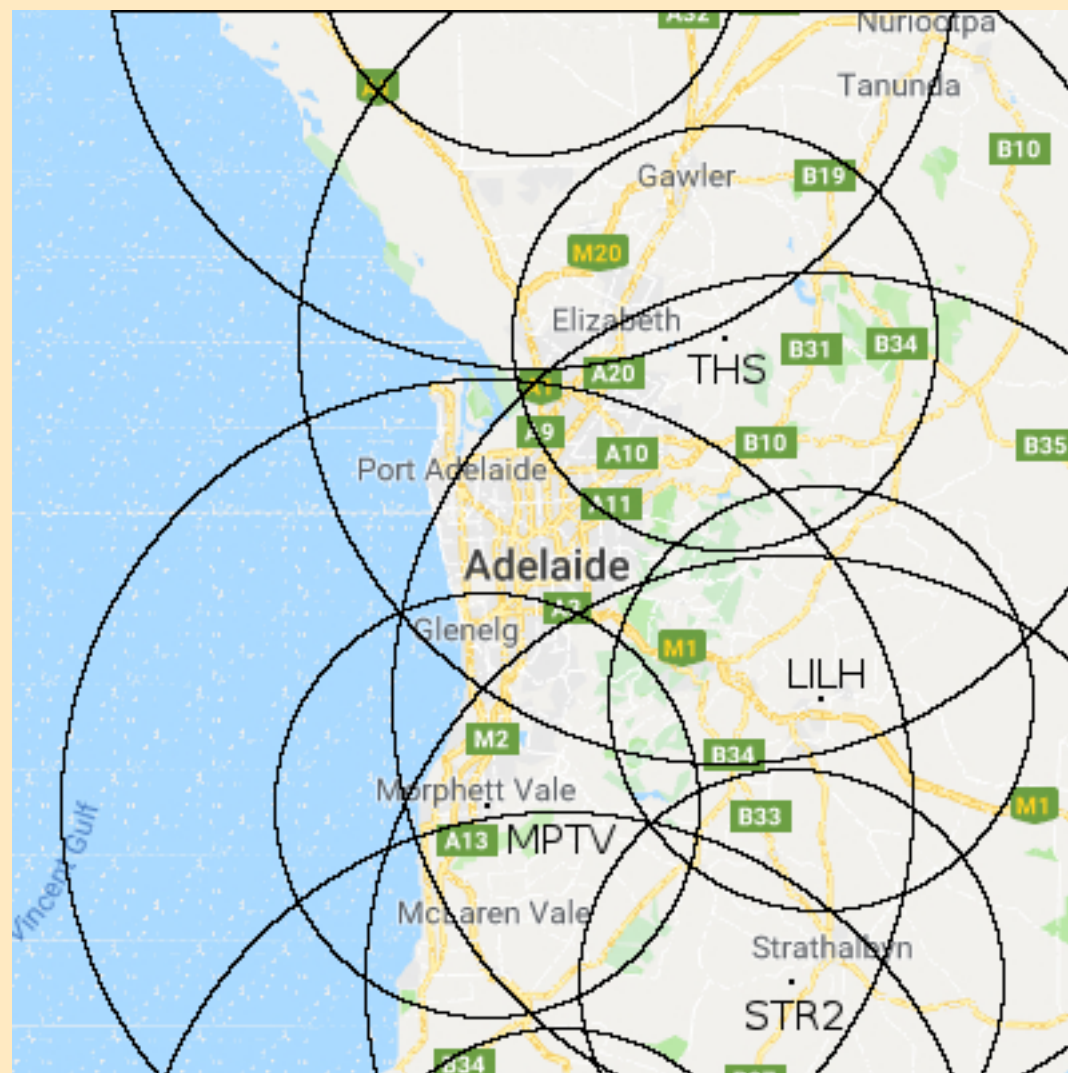 A32
Nuriootpa
Tanunda
B10
Gawler
B19
M20
Elizabeth
THS
B31
B34
A20
A1
A9
A10
B10
B35
Port Adelaide
A11
Adelaide
Glenelg
M1
LILH
M2
B34
Morphett Vale
MPTV
A13
B33
M1
Vincent Gulf
McLaren Vale
Strathalbyn
STR2
B34